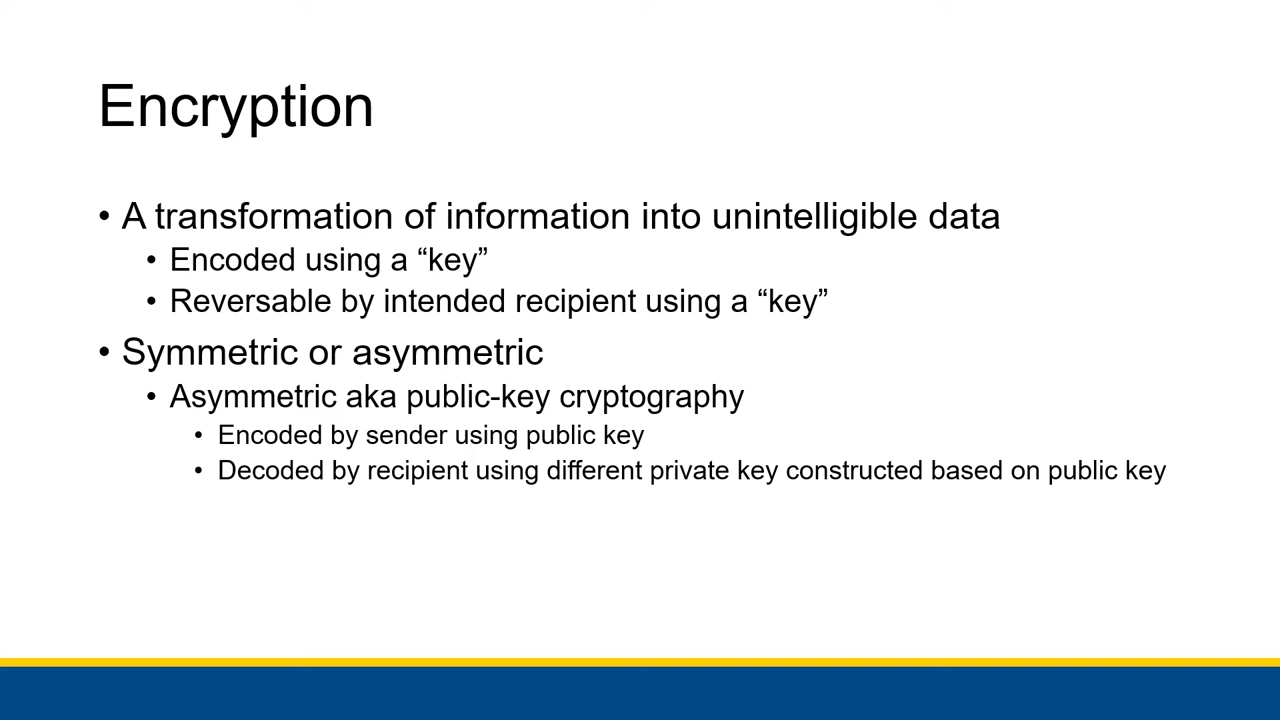 Encryption
• A transformation of information into unintelligible data
• Encoded using a “key”
• Reversable by intended recipient using a “key”
• Symmetric or asymmetric
• Asymmetric aka public-key cryptography
• Encoded by sender using public key
• Decoded by recipient using different private key constructed based on public key